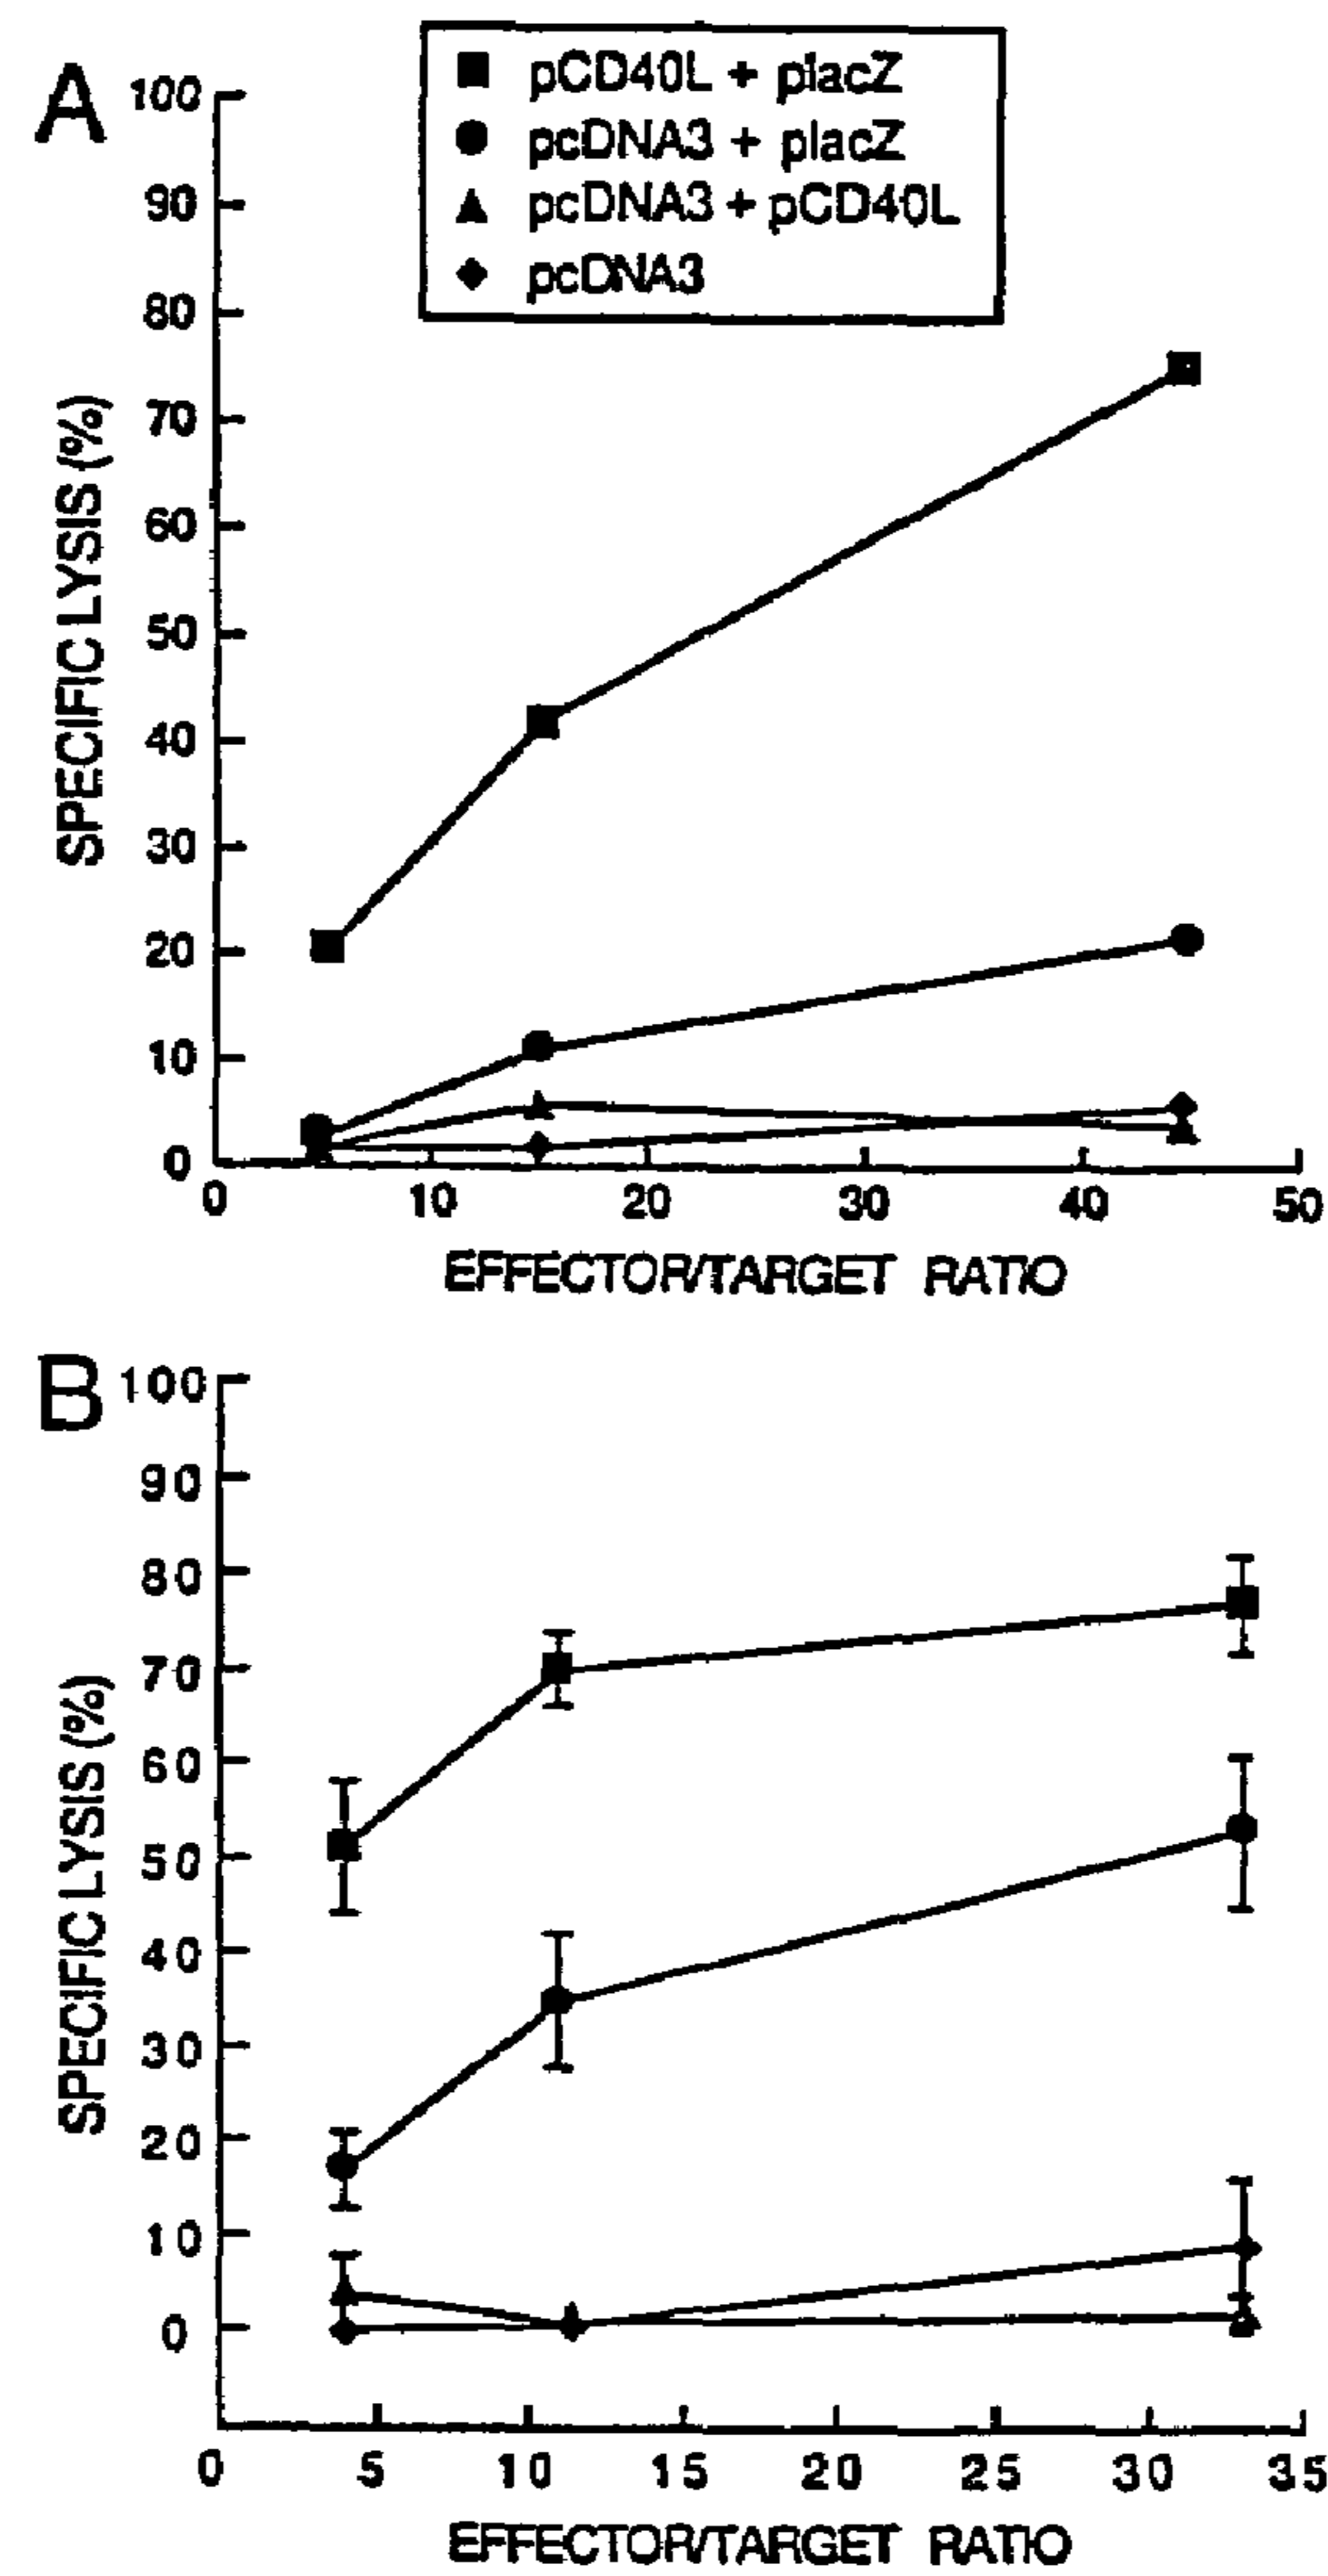 A
pCD40L + placZ
pcDNA3 + placZ
pcDNA3 + pCD40L
pcDNA3
100
90
80
70
60
50
40
30
20
10
0
SPECIFIC LYSIS (%)
0 10 20 30 40 50
EFFECTOR/TARGET RATIO
B
100
90
80
70
60
50
40
30
20
10
0
SPECIFIC LYSIS (%)
0 5 10 15 20 25 30 35
EFFECTOR/TARGET RATIO